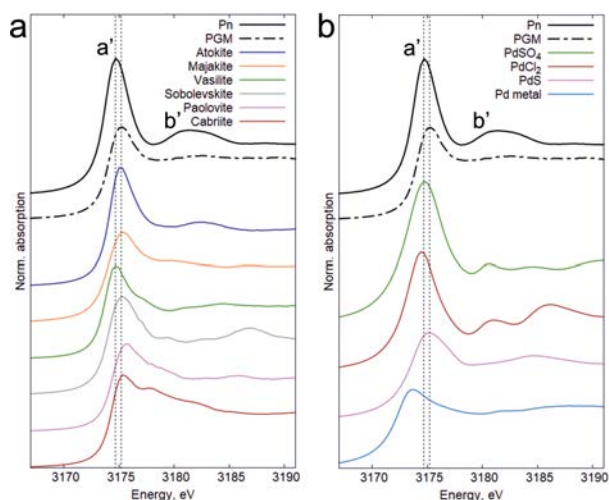 a
a’
b’
Pn
PGM
Atokite
Majakite
Vasilite
Sobolevskite
Paolovite
Cabriite
Norm. absorption
3170 3175 3180 3185 3190
Energy, eV
b
a’
b’
Pn
PGM
PdSO4
PdCl2
PdS
Pd metal
Norm. absorption
3170 3175 3180 3185 3190
Energy, eV